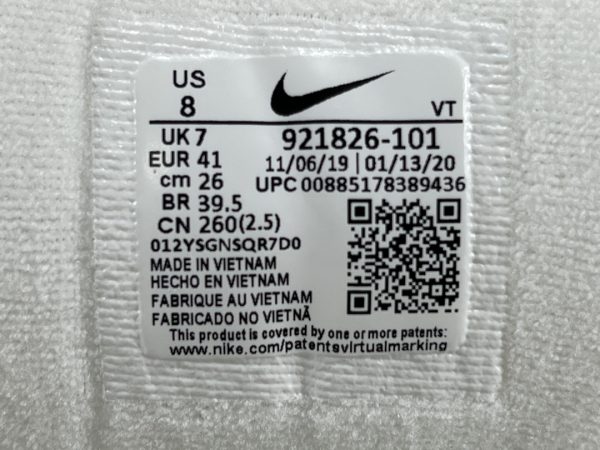 US
8
VT
UK 7
921826-101
EUR 41
11/06/19 | 01/13/20
cm 26
UPC 00885178389436
BR 39.5
CN 260(2.5)
012YSGNSQR7D0
MADE IN VIETNAM
HECHO EN VIETNAM
FABRIQUE AU VIETNAM
FABRICADO NO VIETNÃ
This product is covered by one or more patents:
www.nike.com/patentsvirtualmarking